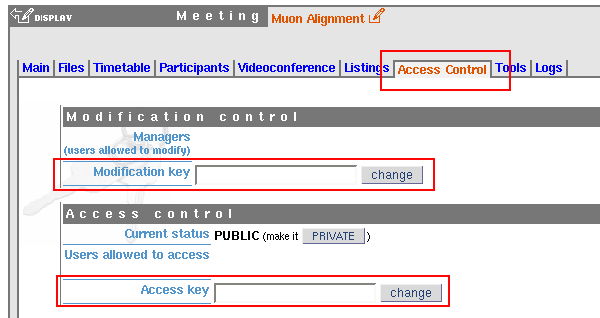 DISPLAY Meeting Muon Alignment
Main Files Timetable Participants Videoconference Listings Access Control Tools Logs
Modification control
Managers
(users allowed to modify)
Modification key change
Access control
Current status PUBLIC (make it PRIVATE )
Users allowed to access
Access key change